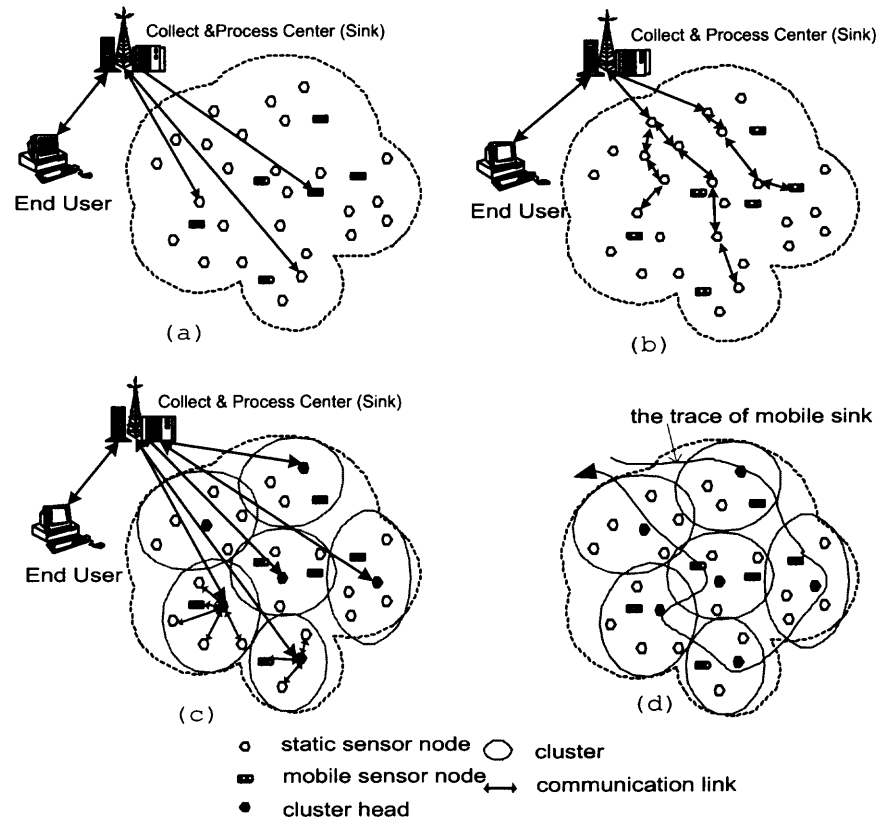 Collect &Process Center (Sink)
End User
(a)
Collect & Process Center (Sink)
End User
(b)
Collect & Process Center (Sink)
End User
(c)
the trace of mobile sink
(d)
static sensor node
cluster
mobile sensor node
communication link
cluster head